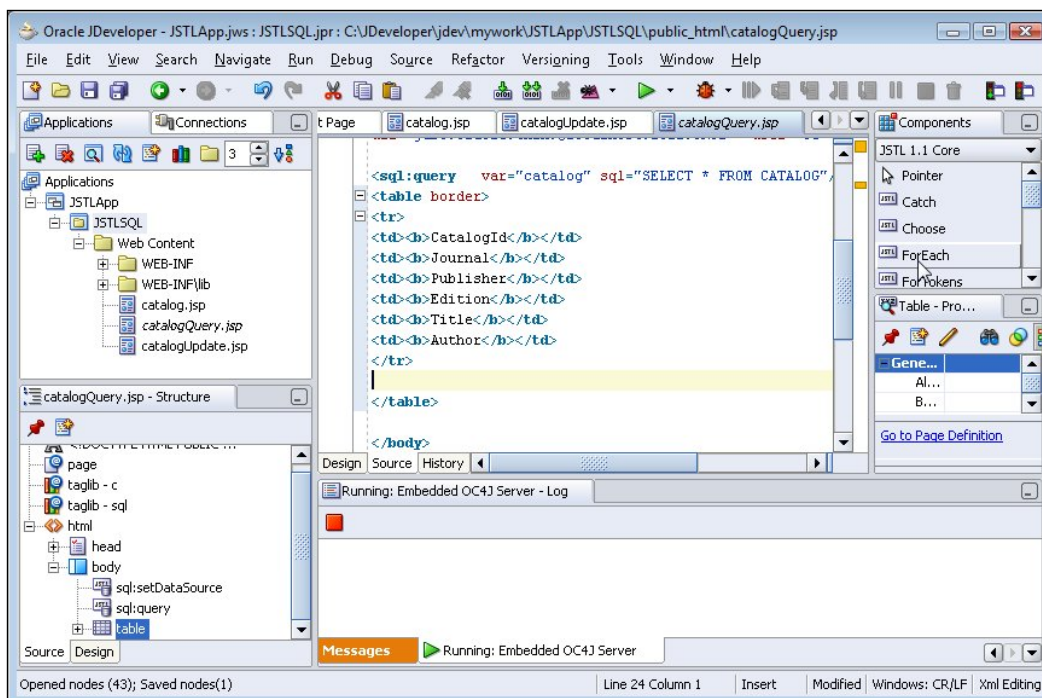 Oracle JDeveloper - JSTLApp.jws : JSTLSQL.jpr : C:\JDeveloper\jdev\mywork\JSTLApp\JSTLSQL\public_html\catalogQuery.jsp
File Edit View Search Navigate Run Debug Source Refactor Versioning Tools Window Help
Applications Connections
3
Applications
JSTLApp
JSTLSQL
Web Content
WEB-INF
WEB-INF\lib
catalog.jsp
catalogQuery.jsp
catalogUpdate.jsp
catalogQuery.jsp - Structure
page
taglib - c
taglib - sql
html
head
body
sql:setDataSource
sql:query
table
Source Design
t Page catalog.jsp catalogUpdate.jsp catalogQuery.jsp
<sql:query var="catalog" sql="SELECT * FROM CATALOG"/
<table border>
<tr>
<td><b>CatalogId</b></td>
<td><b>Journal</b></td>
<td><b>Publisher</b></td>
<td><b>Edition</b></td>
<td><b>Title</b></td>
<td><b>Author</b></td>
</tr>
</table>
</body>
Design Source History
Components
JSTL 1.1 Core
Pointer
Catch
Choose
ForEach
ForTokens
Table - Pro...
Gene...
Al...
B...
Go to Page Definition
Running: Embedded OC4J Server - Log
Messages Running: Embedded OC4J Server
Opened nodes (43); Saved nodes(1) Line 24 Column 1 Insert Modified Windows: CR/LF Xml Editing